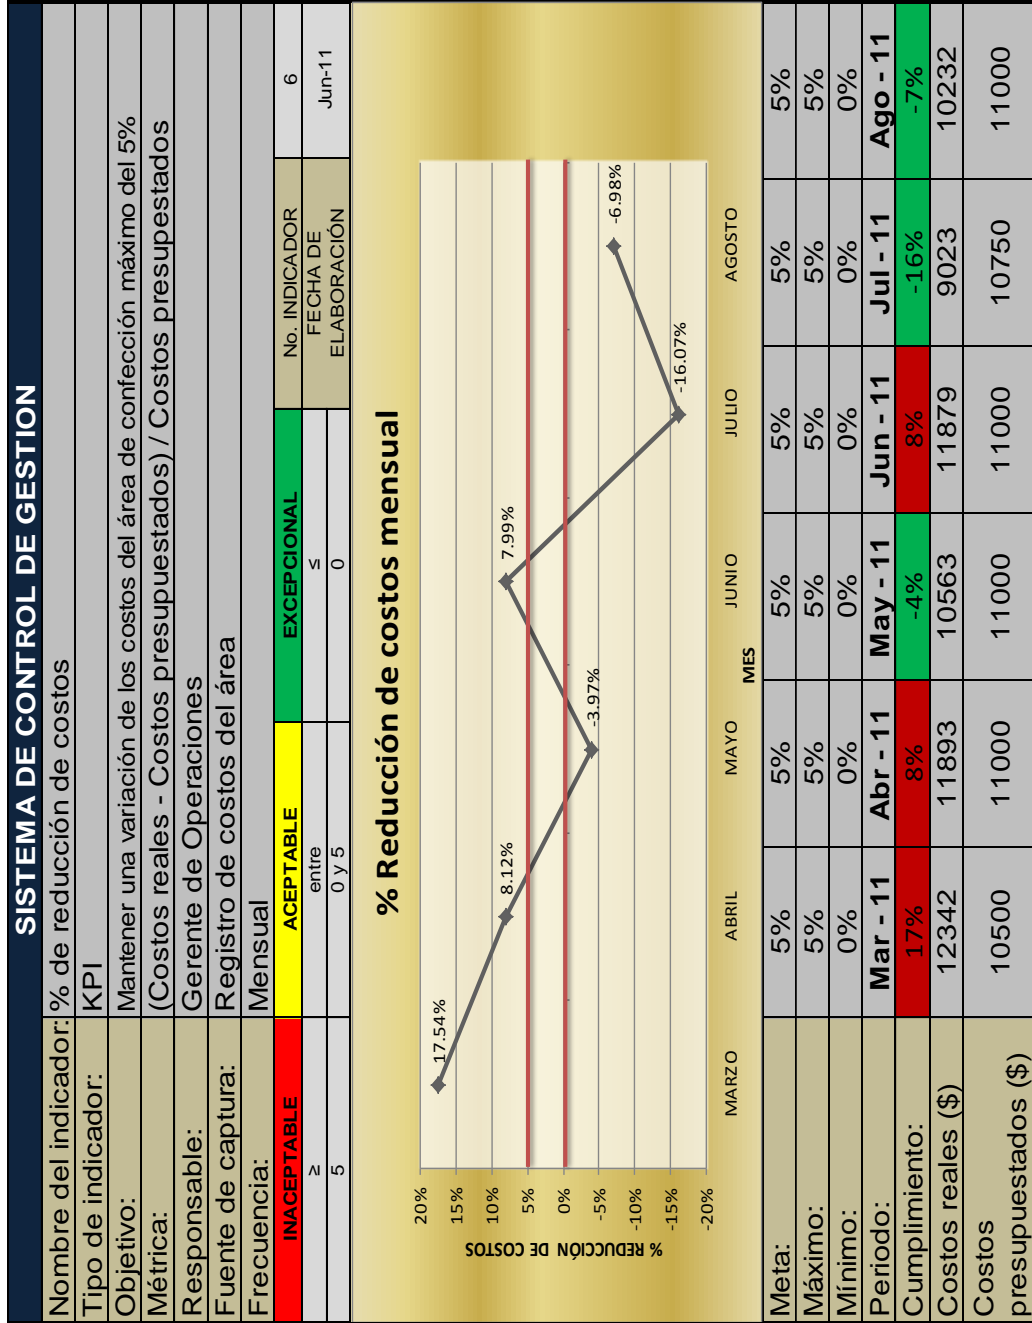 SISTEMA DE CONTROL DE GESTION
Nombre del indicador: % de reducción de costos
Tipo de indicador: KPI
Objetivo: Mantener una variación de los costos del área de confección máximo del 5%
Métrica: (Costos reales - Costos presupuestados) / Costos presupestados
Responsable: Gerente de Operaciones
Fuente de captura: Registro de costos del área
Frecuencia: Mensual
INACEPTABLE ACEPTABLE EXCEPCIONAL No. INDICADOR 6
≥ entre ≤ FECHA DE Jun-11
5 0 y 5 0 ELABORACIÓN
% Reducción de costos mensual
% REDUCCIÓN DE COSTOS
20%
15%
10%
5%
0%
-5%
-10%
-15%
-20%
17.54%
8.12%
-3.97%
7.99%
-16.07%
-6.98%
MARZO ABRIL MAYO JUNIO JULIO AGOSTO
MES
Meta: 5% 5% 5% 5% 5% 5%
Máximo: 5% 5% 5% 5% 5% 5%
Mínimo: 0% 0% 0% 0% 0% 0%
Periodo: Mar - 11 Abr - 11 May - 11 Jun - 11 Jul - 11 Ago - 11
Cumplimiento: 17% 8% -4% 8% -16% -7%
Costos reales ($) 12342 11893 10563 11879 9023 10232
Costos
presupuestados ($) 10500 11000 11000 11000 10750 11000